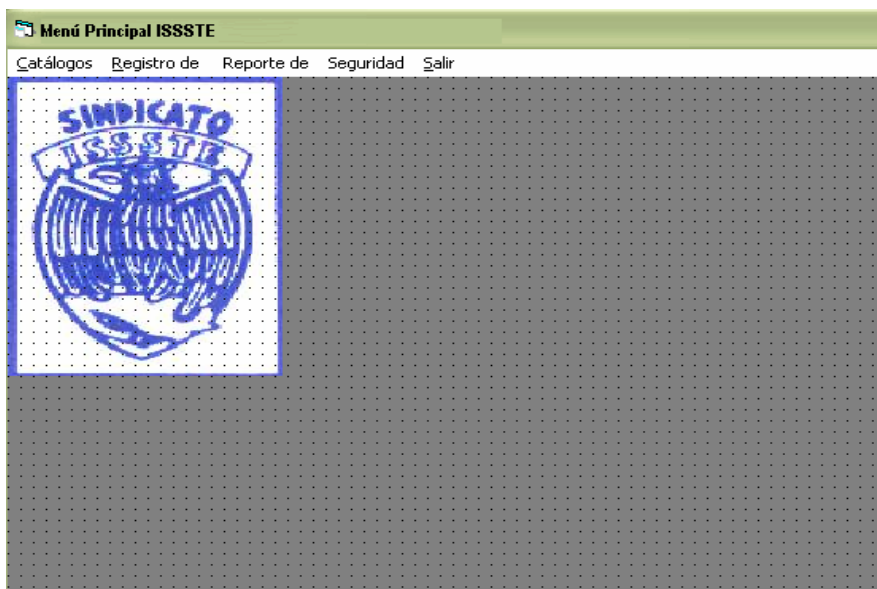 Menú Principal ISSSTE
Catálogos Registro de Reporte de Seguridad Salir
SINDICATO
ISSSTE